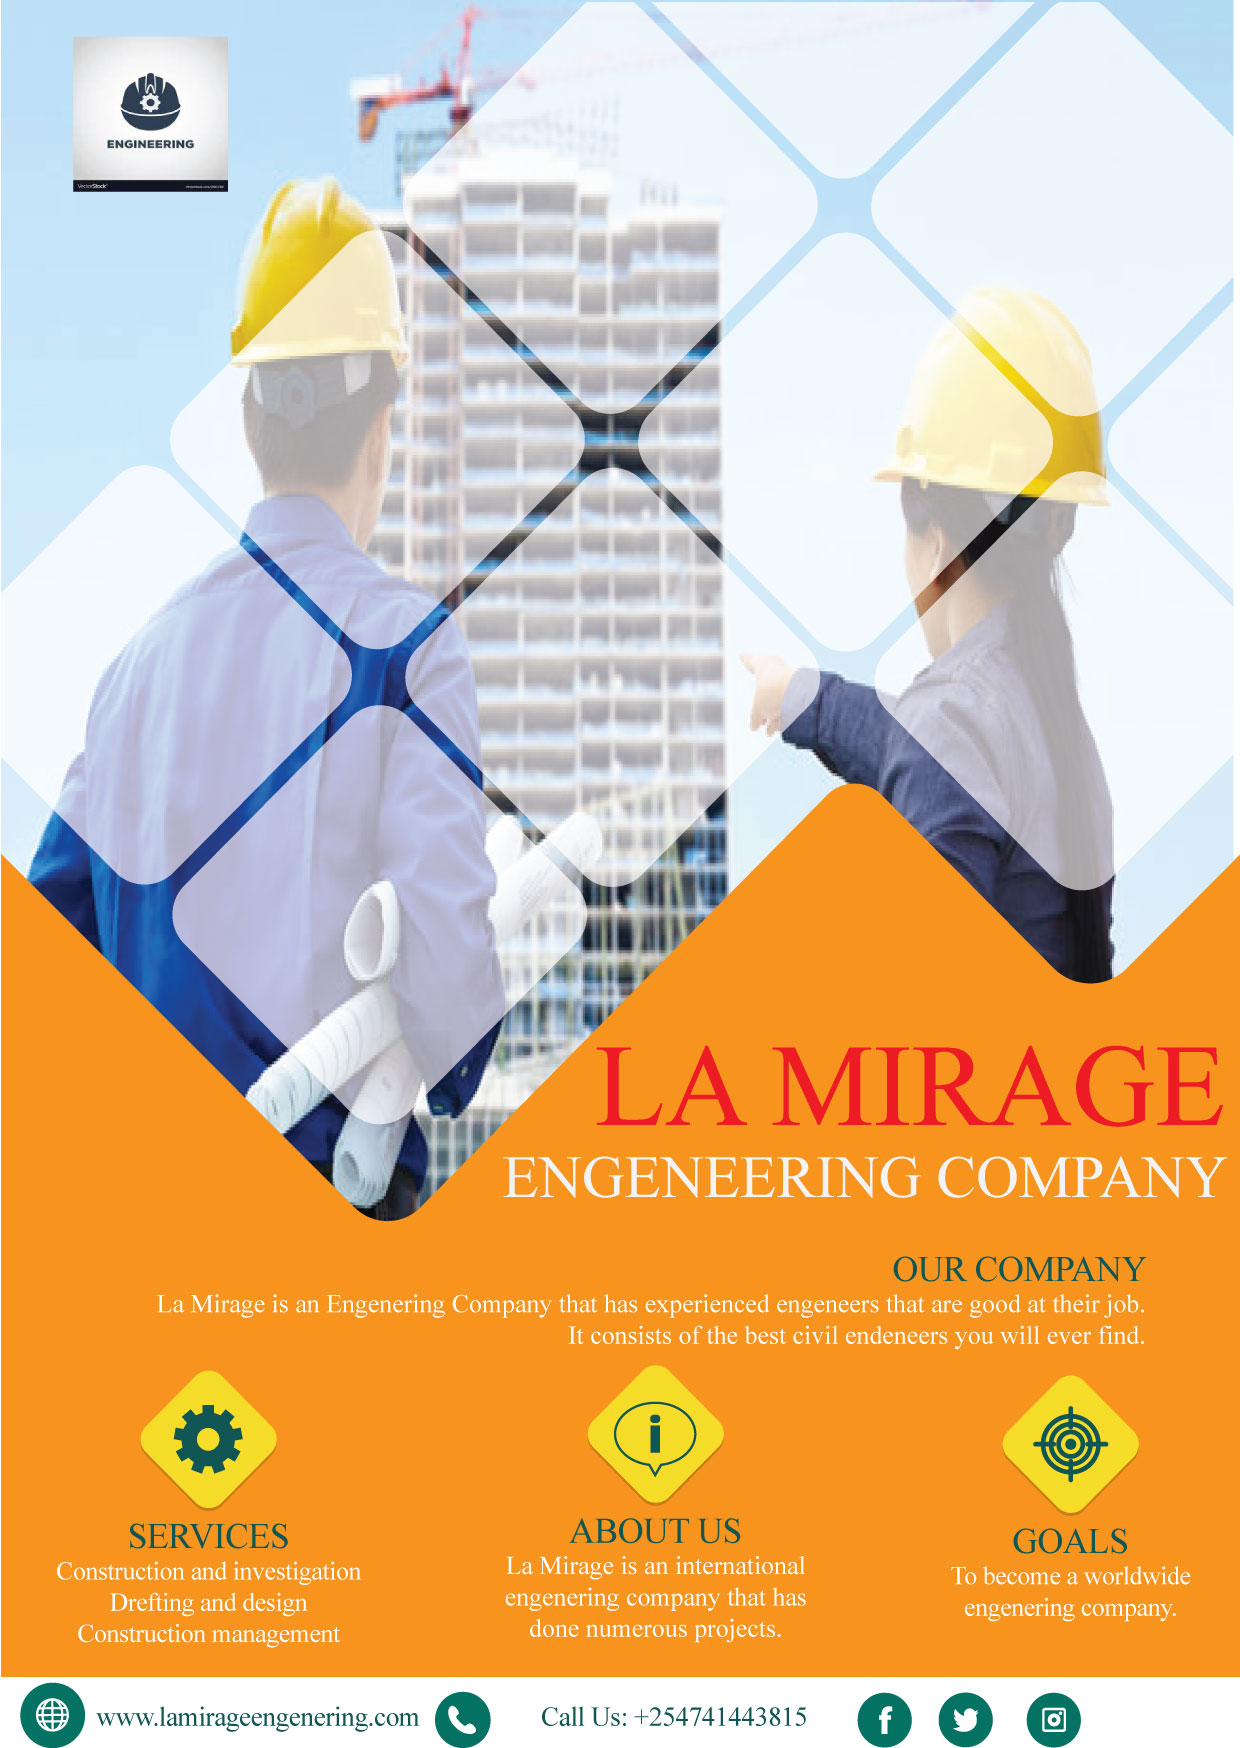 ENGINEERING
VectorStock
LA MIRAGE
ENGENEERING COMPANY
OUR COMPANY
La Mirage is an Engenering Company that has experienced engeneers that are good at their job.
It consists of the best civil endeneers you will ever find.
SERVICES
Construction and investigation
Drefting and design
Construction management
ABOUT US
La Mirage is an international
engenering company that has
done numerous projects.
GOALS
To become a worldwide
engenering company.
www.lamirageengenering.com
Call Us: +254741443815